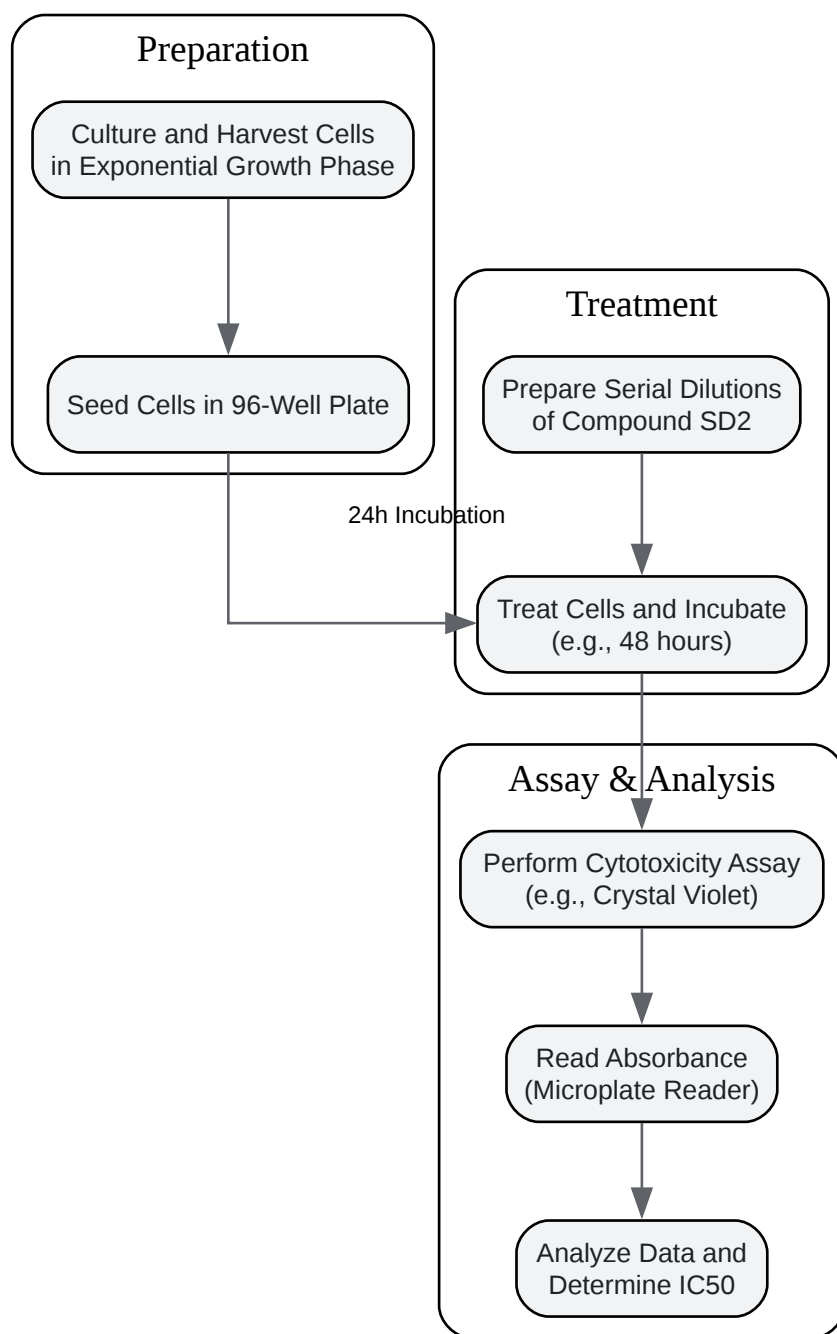 Preparation
Culture and Harvest Cells
in Exponential Growth Phase
Seed Cells in 96-Well Plate
24h Incubation
Treatment
Prepare Serial Dilutions
of Compound SD2
Treat Cells and Incubate
(e.g., 48 hours)
Assay & Analysis
Perform Cytotoxicity Assay
(e.g., Crystal Violet)
Read Absorbance
(Microplate Reader)
Analyze Data and
Determine IC50